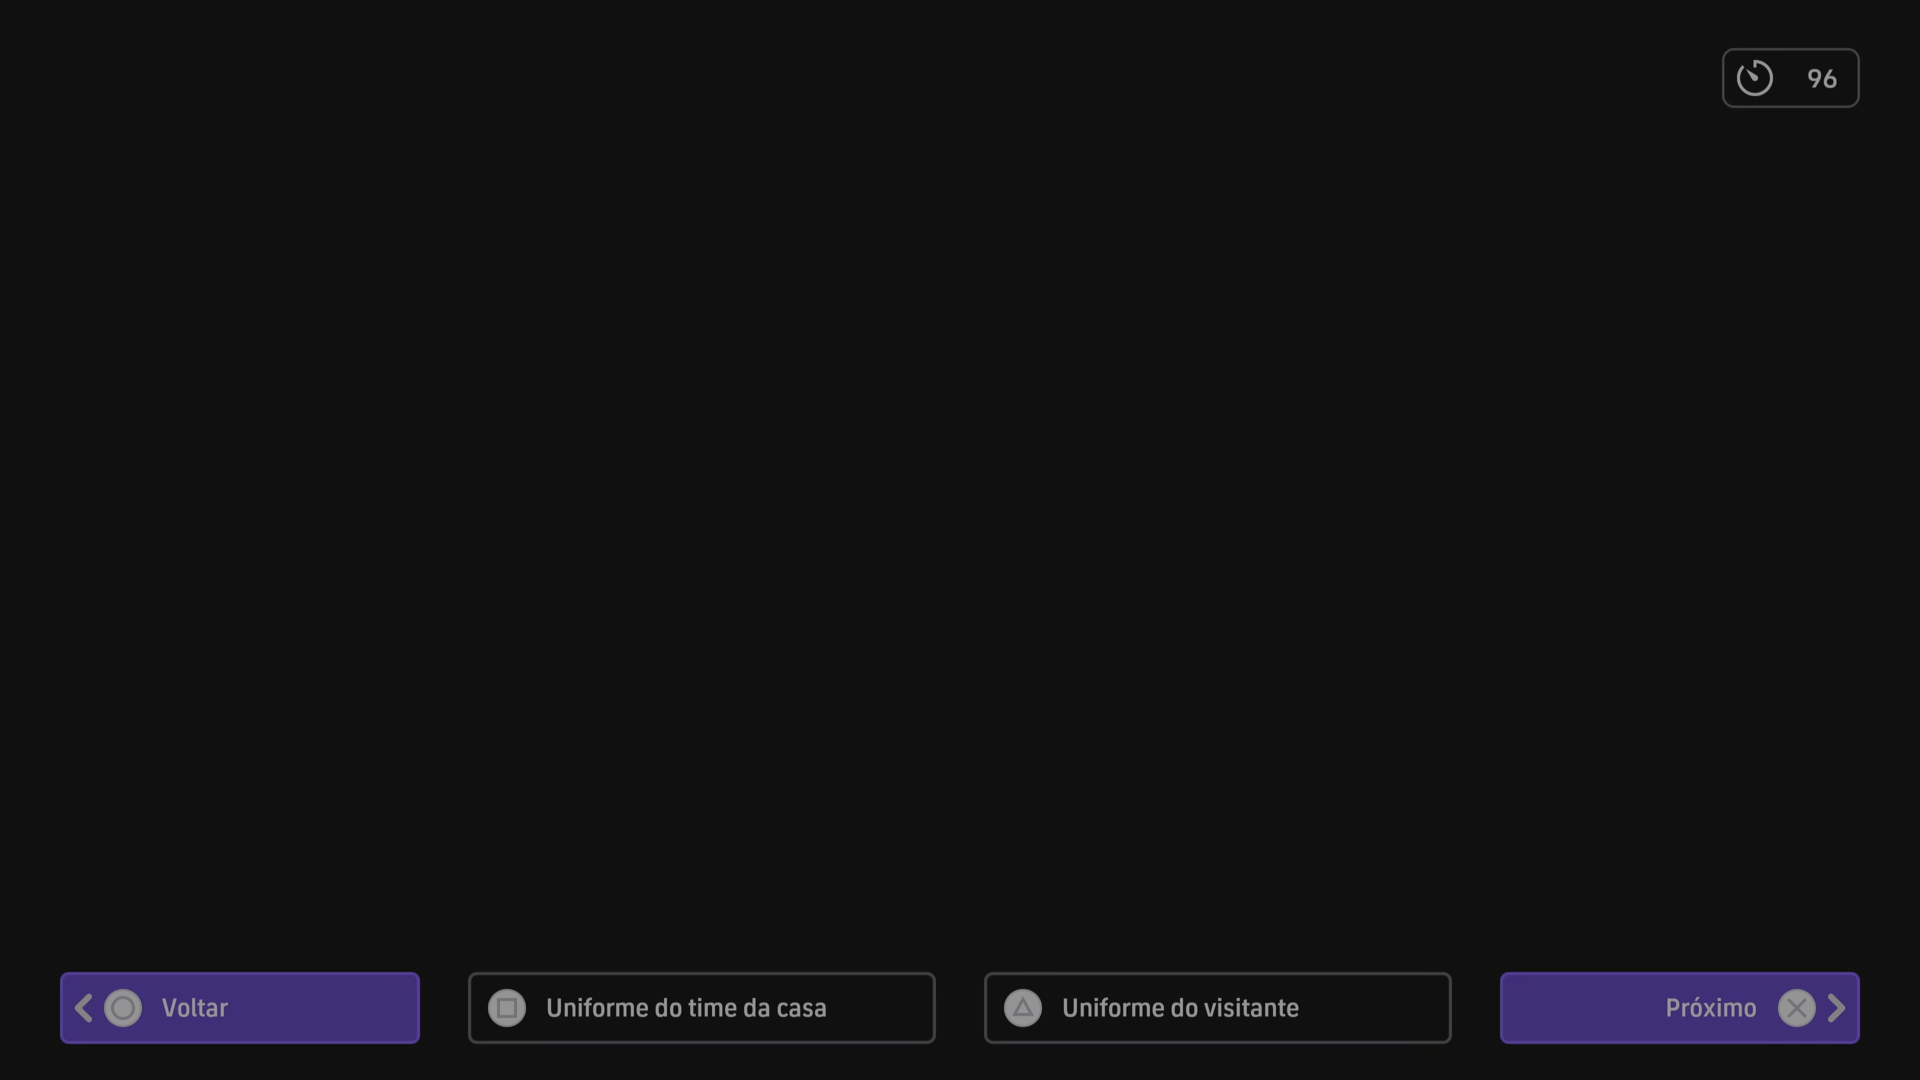 96
Voltar
Uniforme do time da casa
Uniforme do visitante
Próximo